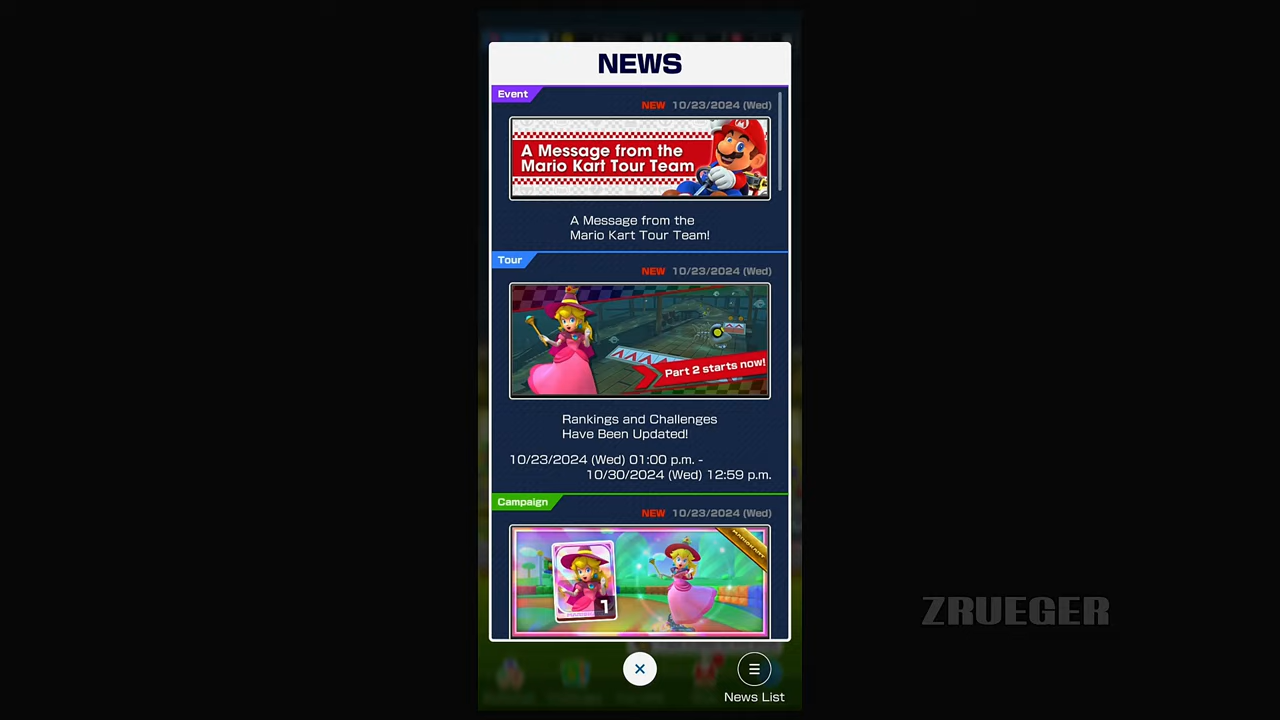 NEWS
Event
NEW 10/23/2024 (Wed)
A Message from the
Mario Kart Tour Team
A Message from the
Mario Kart Tour Team!
Tour
NEW 10/23/2024 (Wed)
Part 2 starts now!
Rankings and Challenges
Have Been Updated!
10/23/2024 (Wed) 01:00 p.m. -
10/30/2024 (Wed) 12:59 p.m.
Campaign
NEW 10/23/2024 (Wed)
1
ZRUEGER
News List